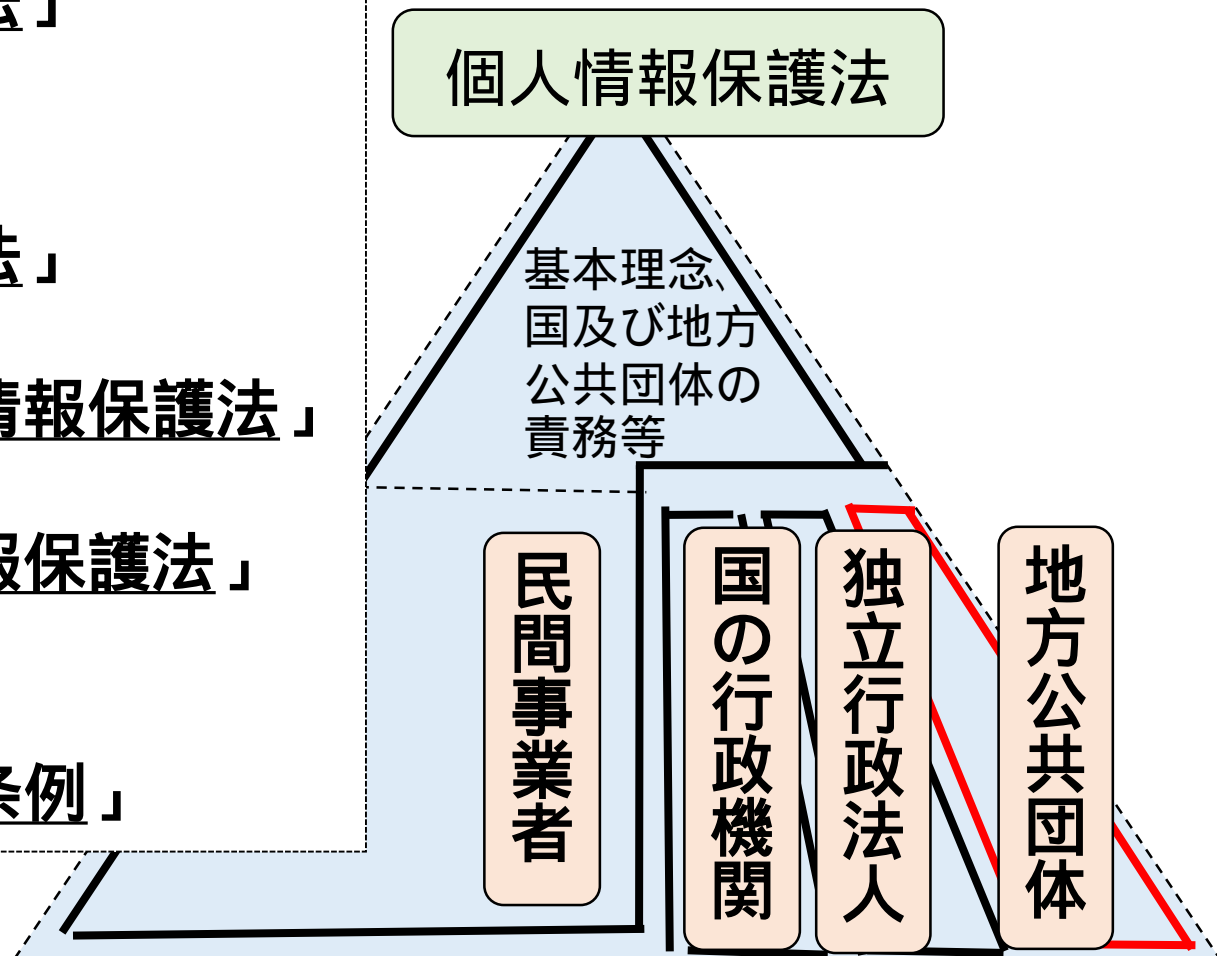 法」
個人情報保護法
基本理念、
国及び地方
公共団体の
責務等
法」
情報保護法」
報保護法」
条例」
民間事業者
国の行政機関
独立行政法人
地方公共団体